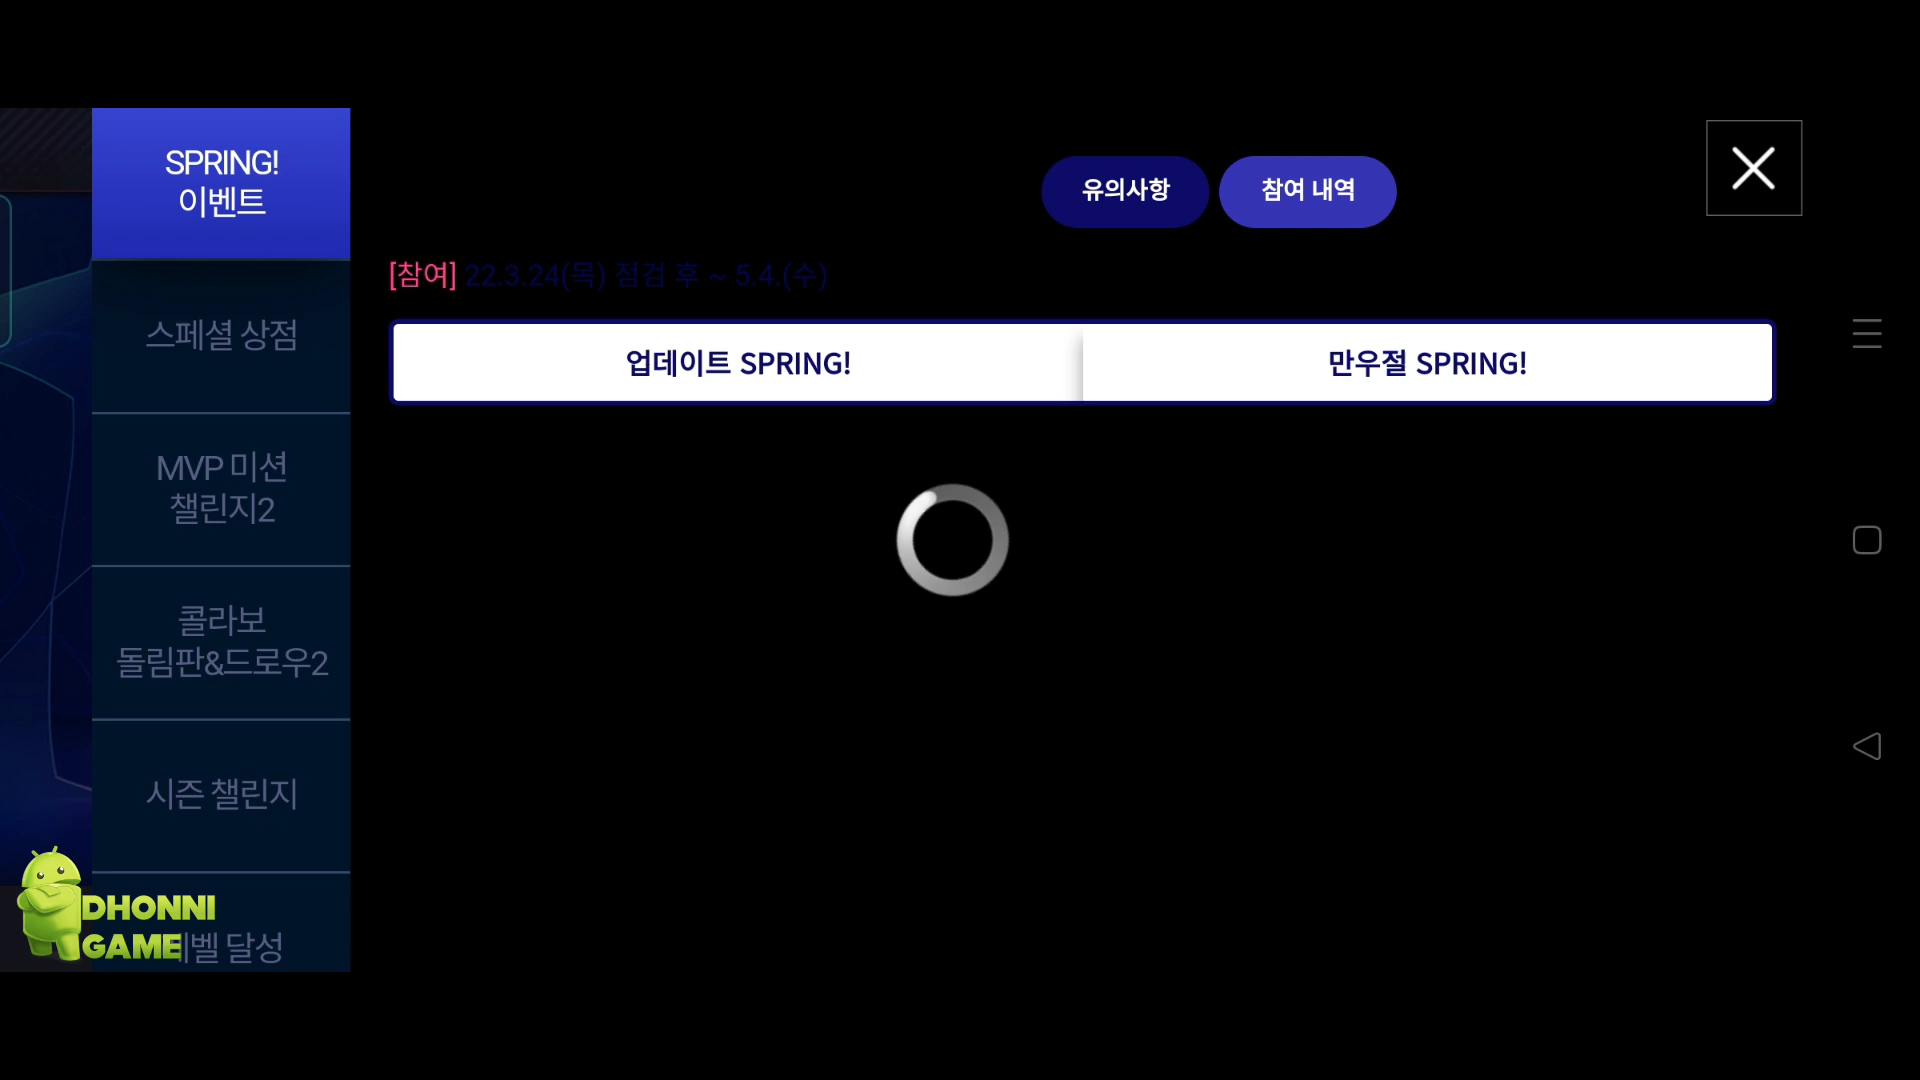 SPRING!
이벤트
스페셜 상점
MVP 미션
챌린지2
콜라보
돌림판&드로우2
시즌 챌린지
벨 달성
DHONNI
GAME
유의사항
참여 내역
[참여] 22.3.24(목) 점검 후 ~ 5.4.(수)
업데이트 SPRING!
만우절 SPRING!